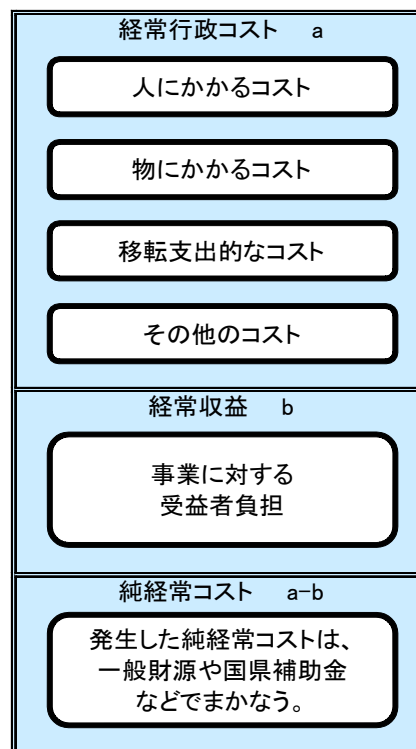 経常行政コスト a
人にかかるコスト
物にかかるコスト
移転支出的なコスト
その他のコスト
経常収益 b
事業に対する
受益者負担
純経常コスト a-b
発生した純経常コストは、
一般財源や国県補助金
などでまかなう。